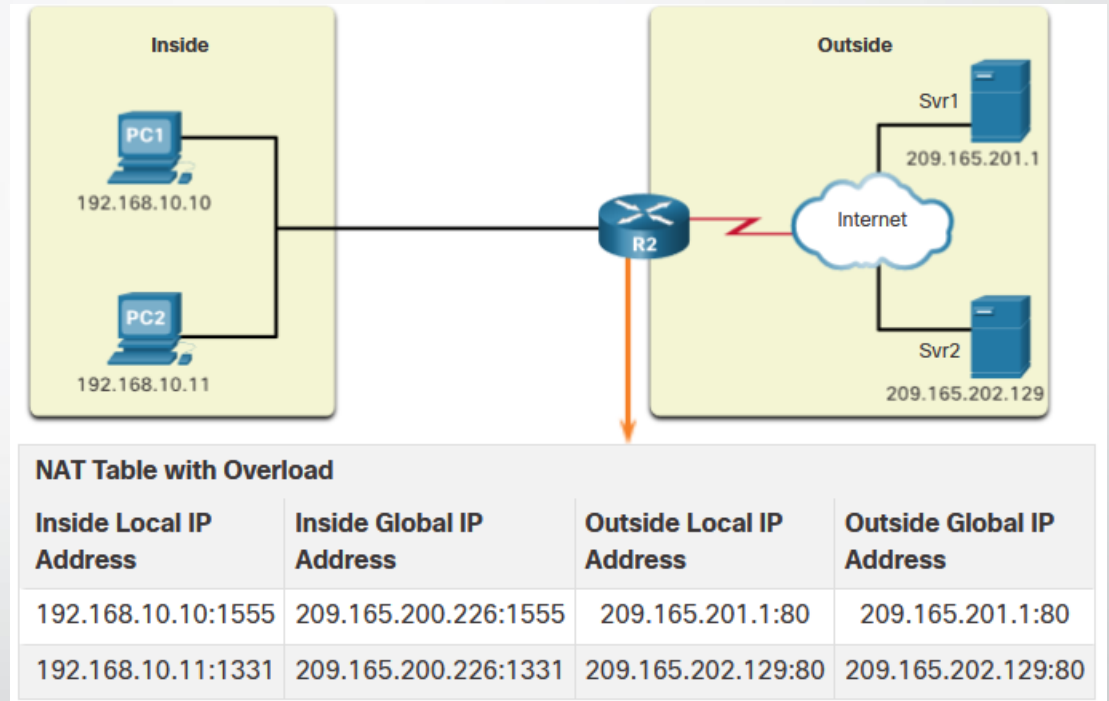 Inside
Outside
PC1
192.168.10.10
Svr1
209.165.201.1
Internet
R2
PC2
192.168.10.11
Svr2
209.165.202.129
NAT Table with Overload
Inside Local IP Address
Inside Global IP Address
Outside Local IP Address
Outside Global IP Address
192.168.10.10:1555 209.165.200.226:1555 209.165.201.1:80 209.165.201.1:80
192.168.10.11:1331 209.165.200.226:1331 209.165.202.129:80 209.165.202.129:80